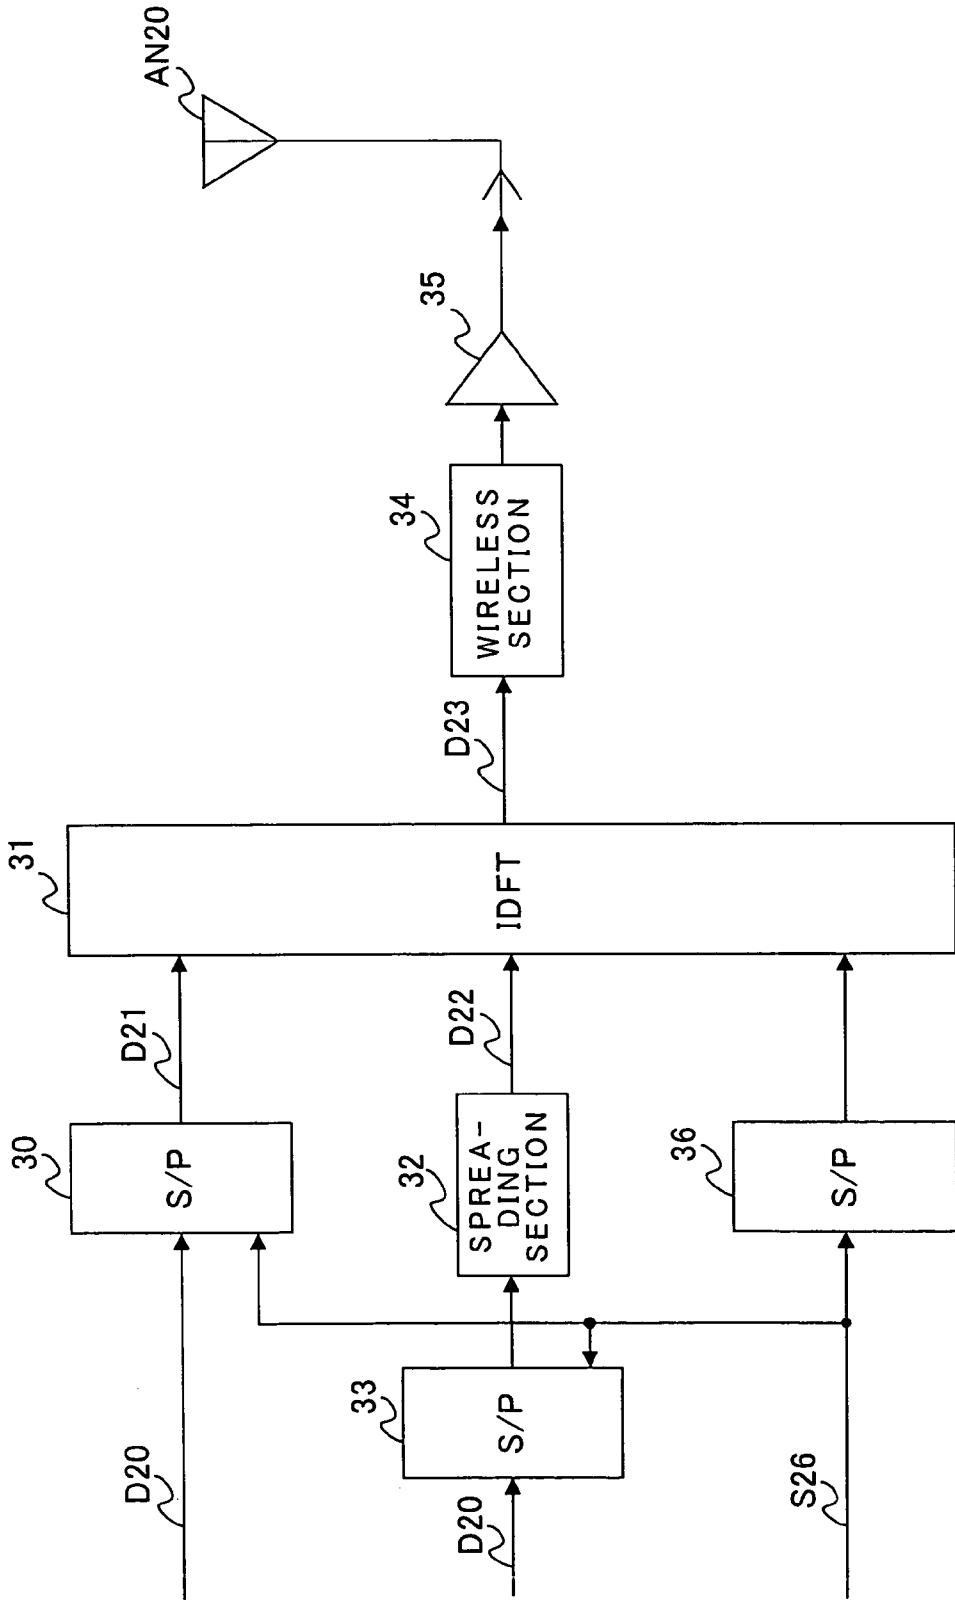 D20
30
S/P
D21
31
IDFT
D20
33
S/P
32
SPREA-
DING
SECTION
D22
D23
34
WIRELESS
SECTION
35
AN20
S26
36
S/P